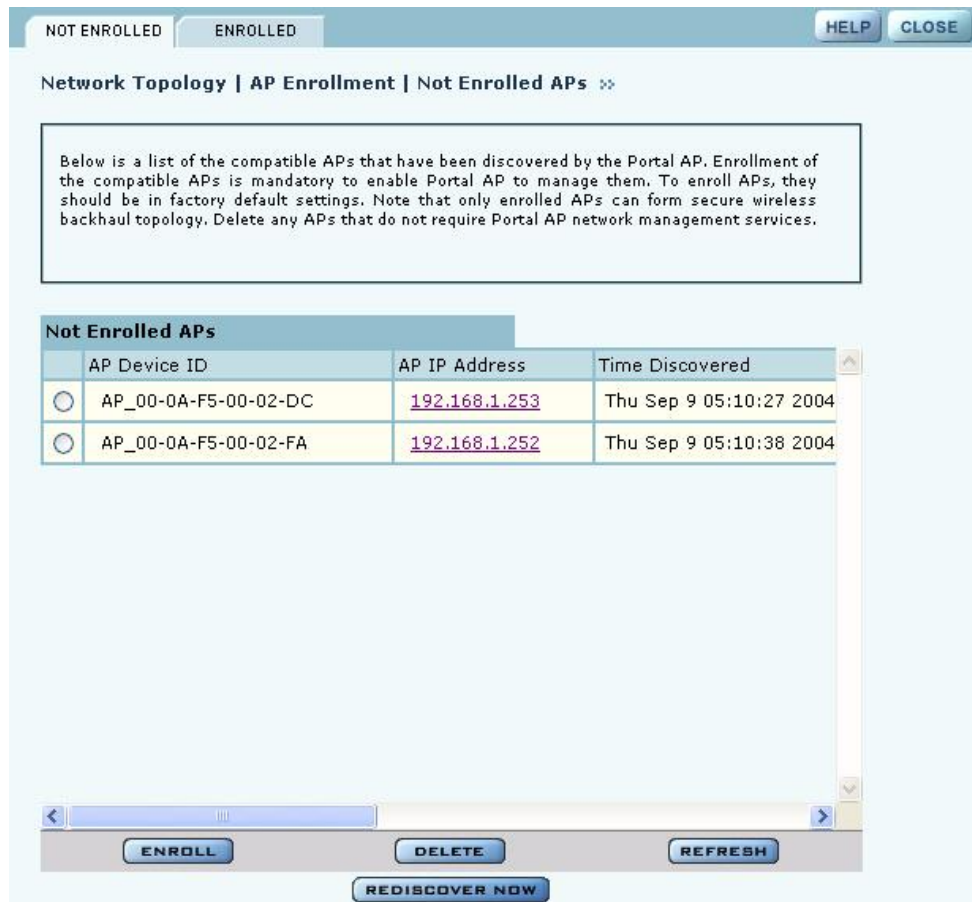 NOT ENROLLED ENROLLED HELP CLOSE
Network Topology | AP Enrollment | Not Enrolled APs »
Below is a list of the compatible APs that have been discovered by the Portal AP. Enrollment of
the compatible APs is mandatory to enable Portal AP to manage them. To enroll APs, they
should be in factory default settings. Note that only enrolled APs can form secure wireless
backhaul topology. Delete any APs that do not require Portal AP network management services.
Not Enrolled APs
AP Device ID AP IP Address Time Discovered
AP_00-0A-F5-00-02-DC 192.168.1.253 Thu Sep 9 05:10:27 2004
AP_00-0A-F5-00-02-FA 192.168.1.252 Thu Sep 9 05:10:38 2004
ENROLL DELETE REFRESH
REDISCOVER NOW